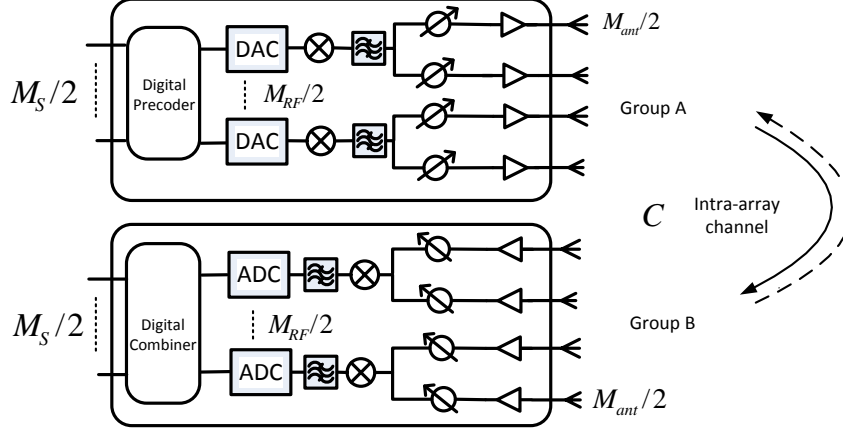 M_ant/2
DAC
M_S/2
Digital
Precoder
M_RF/2
Group A
DAC
C
Intra-array
channel
ADC
M_S/2
Digital
Combiner
M_RF/2
Group B
ADC
M_ant/2